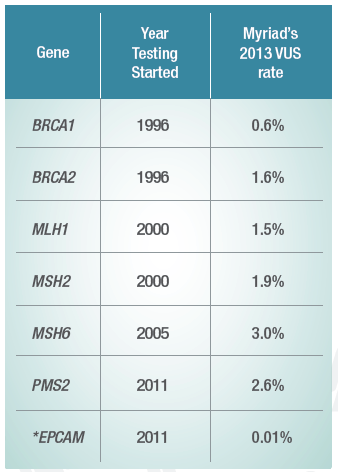 Gene Year Testing Started Myriad's 2013 VUS rate
BRCA1 1996 0.6%
BRCA2 1996 1.6%
MLH1 2000 1.5%
MSH2 2000 1.9%
MSH6 2005 3.0%
PMS2 2011 2.6%
*EPCAM 2011 0.01%